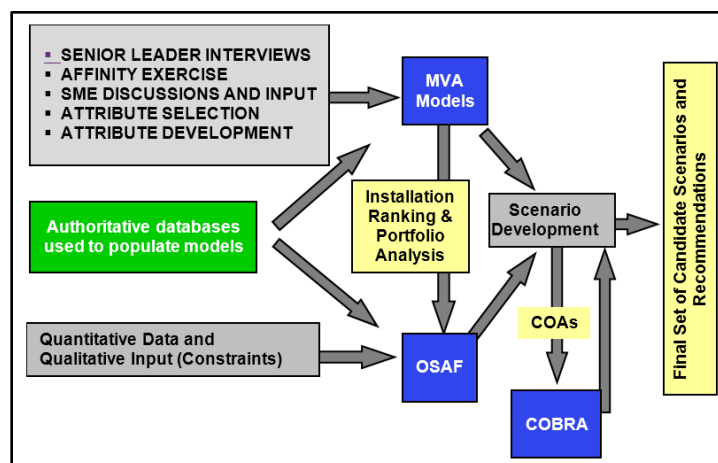 ▪ SENIOR LEADER INTERVIEWS
▪ AFFINITY EXERCISE
▪ SME DISCUSSIONS AND INPUT
▪ ATTRIBUTE SELECTION
▪ ATTRIBUTE DEVELOPMENT
MVA
Models
Authoritative databases
used to populate models
Installation
Ranking &
Portfolio
Analysis
Scenario
Development
Quantitative Data and
Qualitative Input (Constraints)
OSAF
COAs
COBRA
Final Set of Candidate Scenarios and
Recommendations